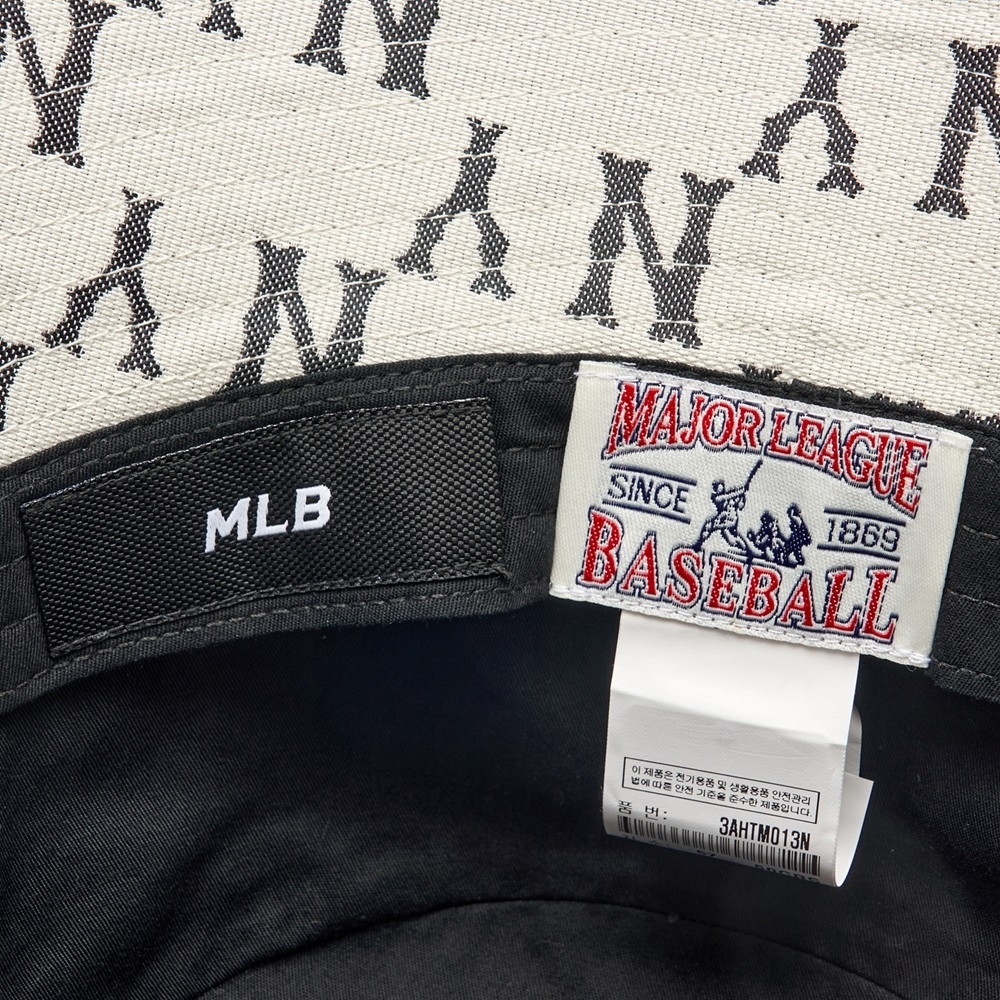 MLB
MAJOR LEAGUE
SINCE 1869
BASEBALL
이 제품은 전기용품 및 생활용품 안전관리
법에 따른 안전 기준을 준수한 제품입니다.
품 번: 3AHTM013N